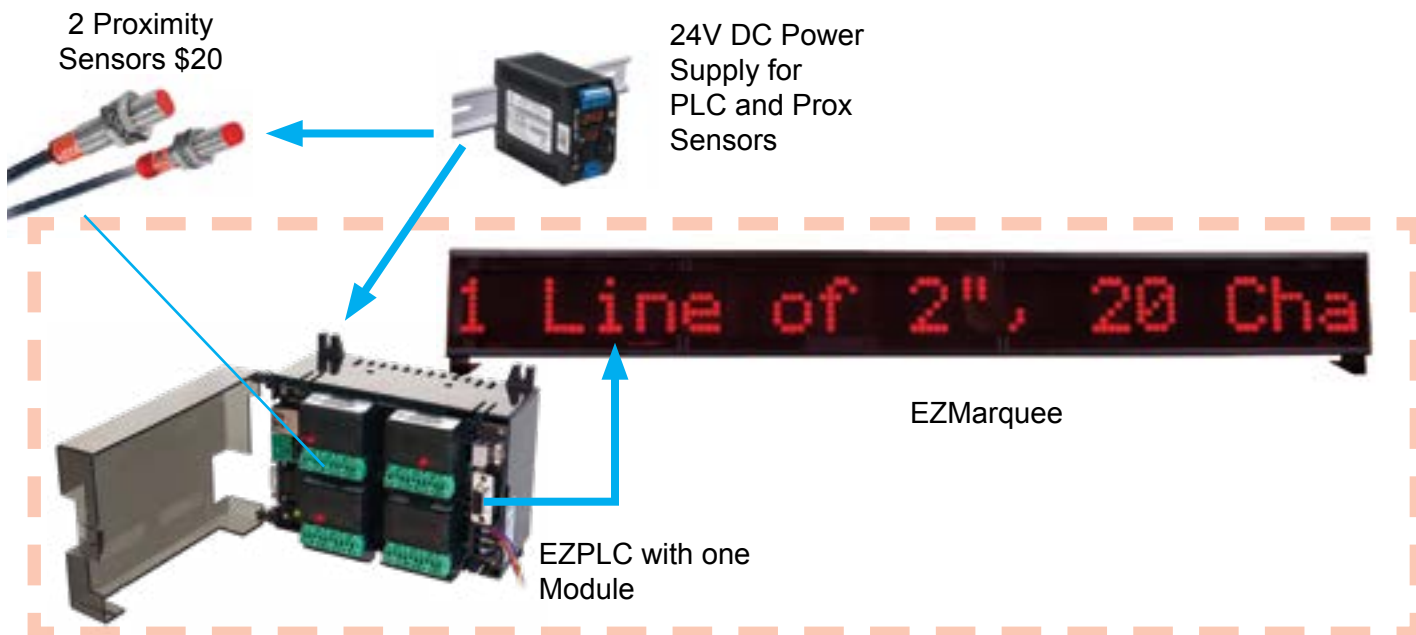 2 Proximity
Sensors $20
24V DC Power
Supply for
PLC and Prox
Sensors
1 Line of 2", 20 Cha
EZMarquee
EZPLC with one
Module